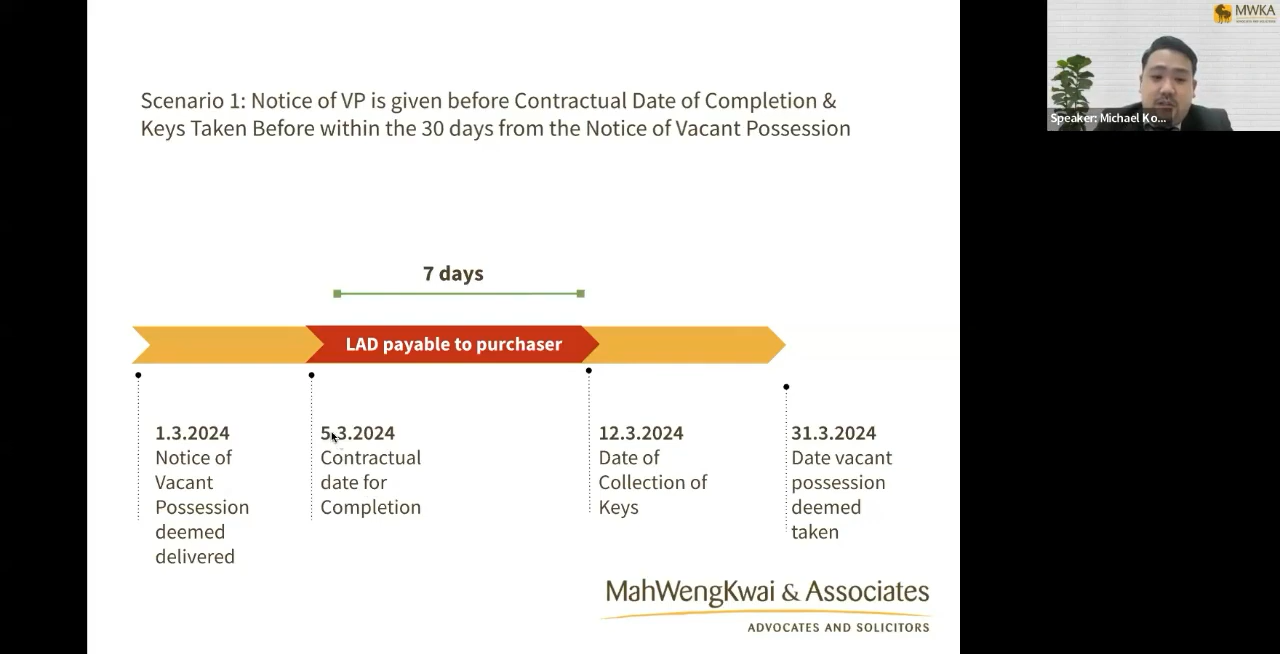 MWKA
Speaker: Michael Ko...
Scenario 1: Notice of VP is given before Contractual Date of Completion &
Keys Taken Before within the 30 days from the Notice of Vacant Possession
7 days
LAD payable to purchaser
1.3.2024
Notice of
Vacant
Possession
deemed
delivered
5.3.2024
Contractual
date for
Completion
12.3.2024
Date of
Collection of
Keys
31.3.2024
Date vacant
possession
deemed
taken
MahWengKwai & Associates
ADVOCATES AND SOLICITORS